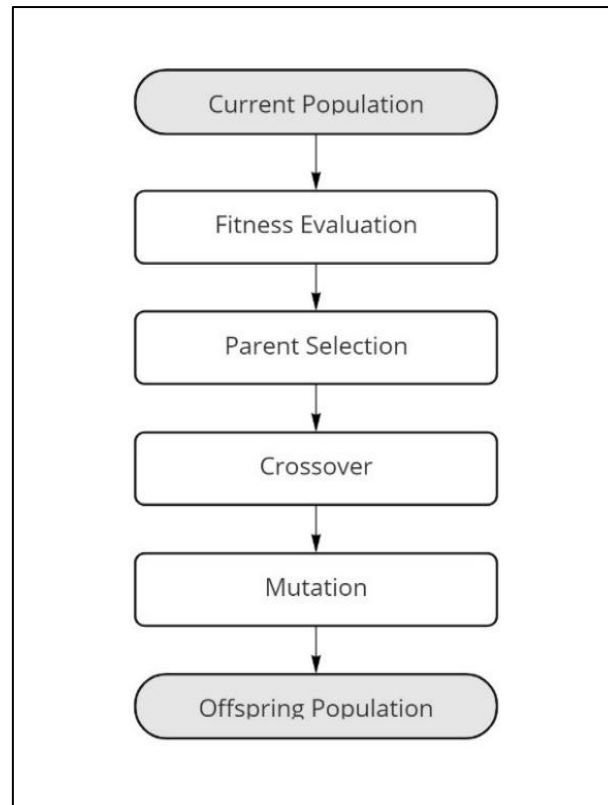 Current Population
Fitness Evaluation
Parent Selection
Crossover
Mutation
Offspring Population